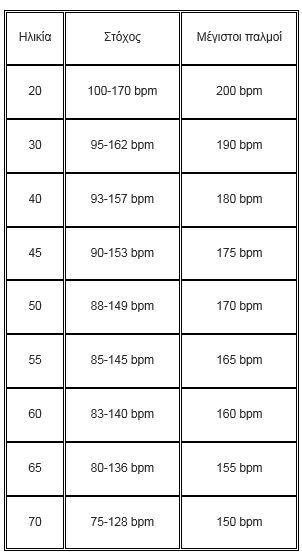 Ηλικία Στόχος Μέγιστοι παλμοί
20 100-170 bpm 200 bpm
30 95-162 bpm 190 bpm
40 93-157 bpm 180 bpm
45 90-153 bpm 175 bpm
50 88-149 bpm 170 bpm
55 85-145 bpm 165 bpm
60 83-140 bpm 160 bpm
65 80-136 bpm 155 bpm
70 75-128 bpm 150 bpm